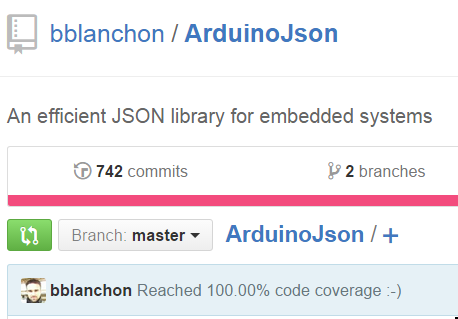 bblanchon / ArduinoJson
An efficient JSON library for embedded systems
742 commits 2 branches
Branch: master ArduinoJson / +
bblanchon Reached 100.00% code coverage :-)